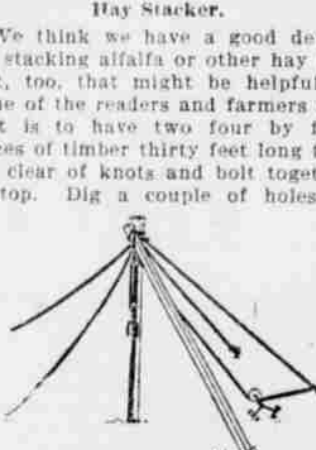 Hay Stacker.
We think we have a good de
stacking alfalfa or other hay
t, too, that might be helpful
ne of the readers and farmers
t is to have two four by f
ces of timber thirty feet long t
clear of knots and bolt toget
top. Dig a couple of holes